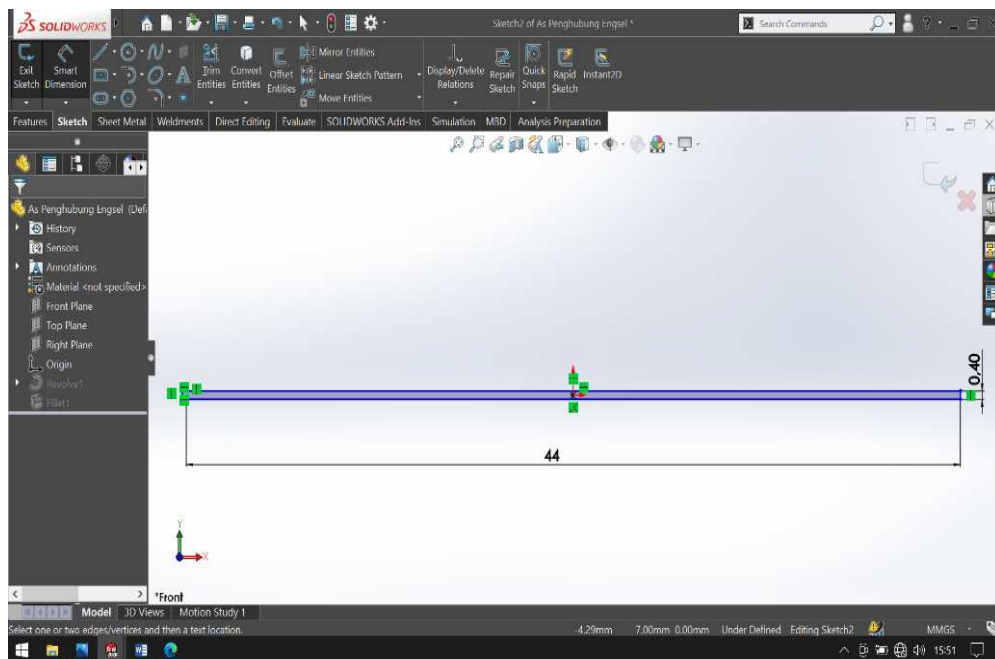 SOLIDWORKS
Sketch2 of As Penghubung Engsel *
Search Commands
Exit Sketch
Smart Dimension
Trim Entities
Convert Entities
Offset Entities
Mirror Entities
Linear Sketch Pattern
Move Entities
Display/Delete Relations
Repair Sketch
Quick Snaps
Rapid Sketch
Instant2D
Features Sketch Sheet Metal Weldments Direct Editing Evaluate SOLIDWORKS Add-Ins Simulation MBD Analysis Preparation
As Penghubung Engsel (Def
History
Sensors
Annotations
Material <not specified>
Front Plane
Top Plane
Right Plane
Origin
Revolve1
Fillet1
0,40
44
Y
X
*Front
Model 3D Views Motion Study 1
Select one or two edges/vertices and then a text location.
-4.29mm 7.00mm 0.00mm Under Defined Editing Sketch2 MMGS
15:51